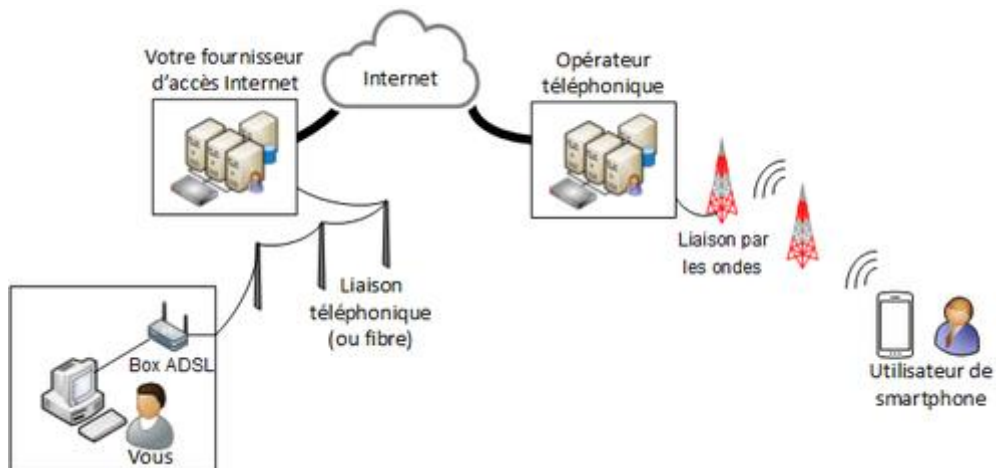 Votre fournisseur
d'accès Internet
Internet
Opérateur
téléphonique
Liaison par
les ondes
Liaison
téléphonique
(ou fibre)
Box ADSL
Vous
Utilisateur de
smartphone